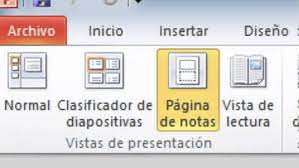 Archivo Inicio Insertar Diseño
Normal Clasificador de Página Vista de
diapositivas de notas lectura
Vistas de presentación